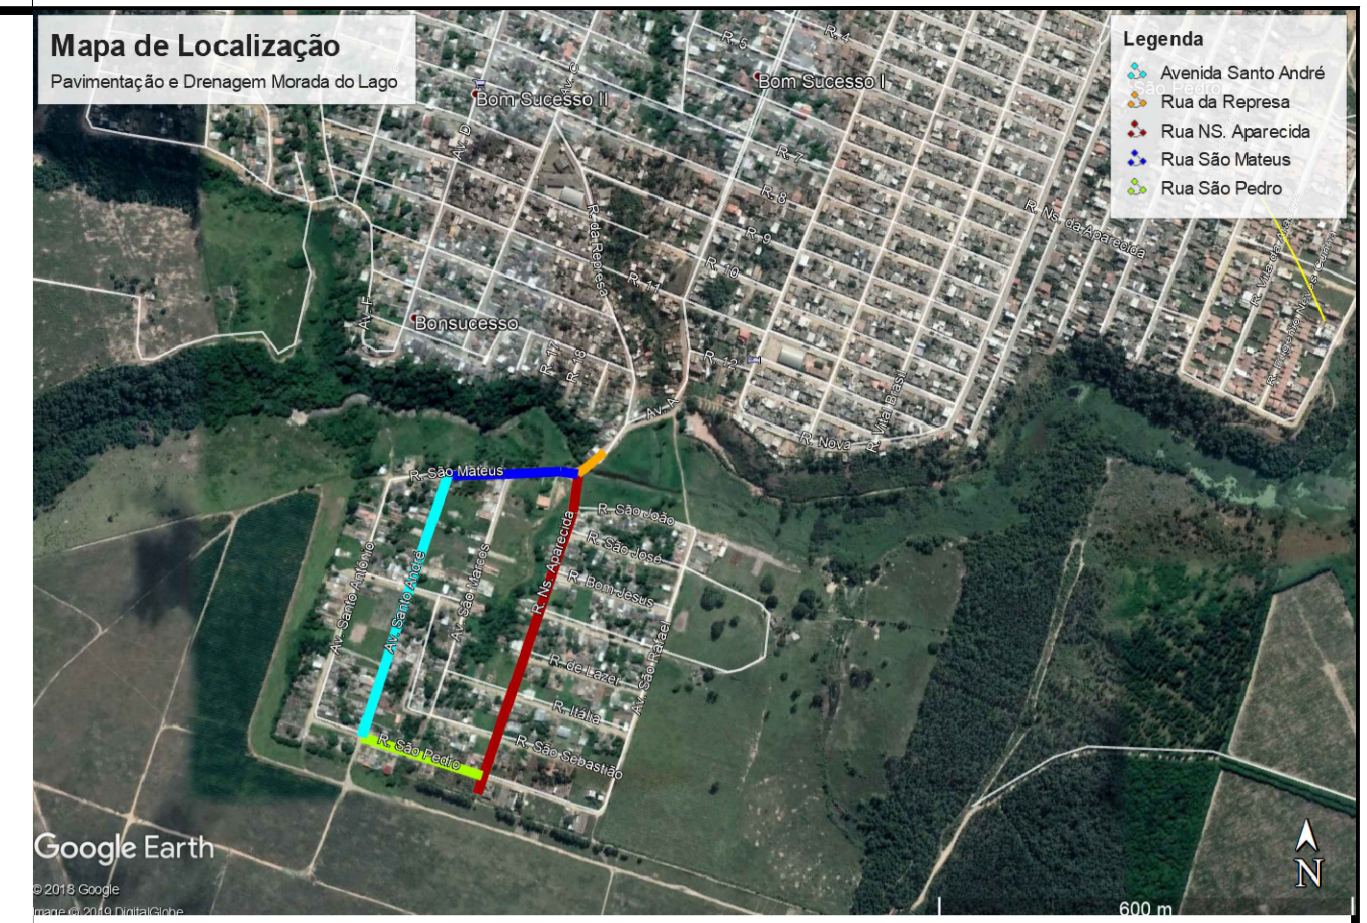 Mapa de Localização
Pavimentação e Drenagem Morada do Lago
Legenda
Avenida Santo André
Rua da Represa
Rua NS. Aparecida
Rua São Mateus
Rua São Pedro
São Pedro
R. 5
R. 4
Av. C
Bom Sucesso I
Bom Sucesso II
Av. D
R. 7
R. 8
R. 9
R. 10
R. 11
R. da Represa
R. Ns. da Aparecida
Av. F
Bonsucesso
R. 17
R. 18
R. 12
Av. A
R. Nova
R. Vital Brasil
R. São Mateus
R. São João
R. São José
R. Bom Jesus
Av. Santo Antônio
Av. Santo André
Av. São Marcos
R. Ns. Aparecida
Av. São Rafael
R. de Lazer
R. Itália
R. São Sebastião
R. São Pedro
Google Earth
© 2018 Google
Image © 2019 DigitalGlobe
N
600 m